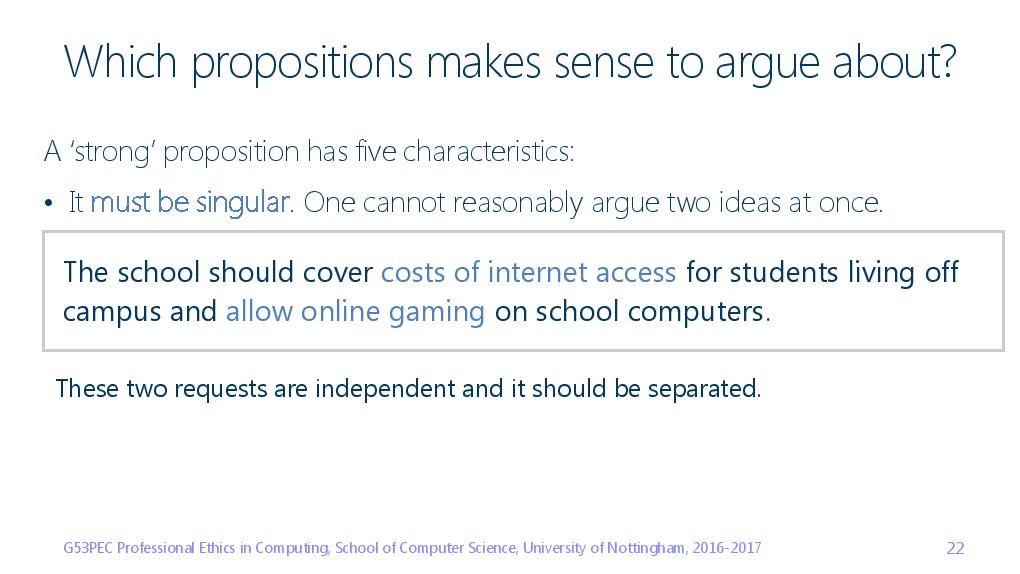 Which propositions makes sense to argue about?
A ‘strong’ proposition has five characteristics:
• It must be singular. One cannot reasonably argue two ideas at once.
The school should cover costs of internet access for students living off
campus and allow online gaming on school computers.
These two requests are independent and it should be separated.
G53PEC Professional Ethics in Computing, School of Computer Science, University of Nottingham, 2016-2017 22